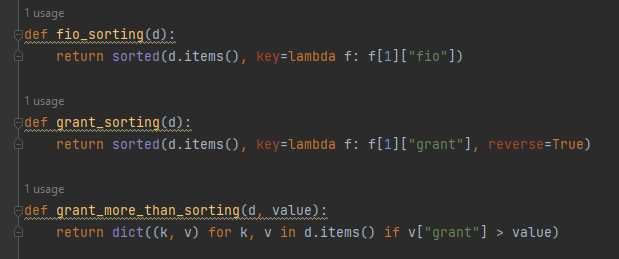 1 usage
def fio_sorting(d):
    return sorted(d.items(), key=lambda f: f[1]["fio"])
1 usage
def grant_sorting(d):
    return sorted(d.items(), key=lambda f: f[1]["grant"], reverse=True)
1 usage
def grant_more_than_sorting(d, value):
    return dict((k, v) for k, v in d.items() if v["grant"] > value)